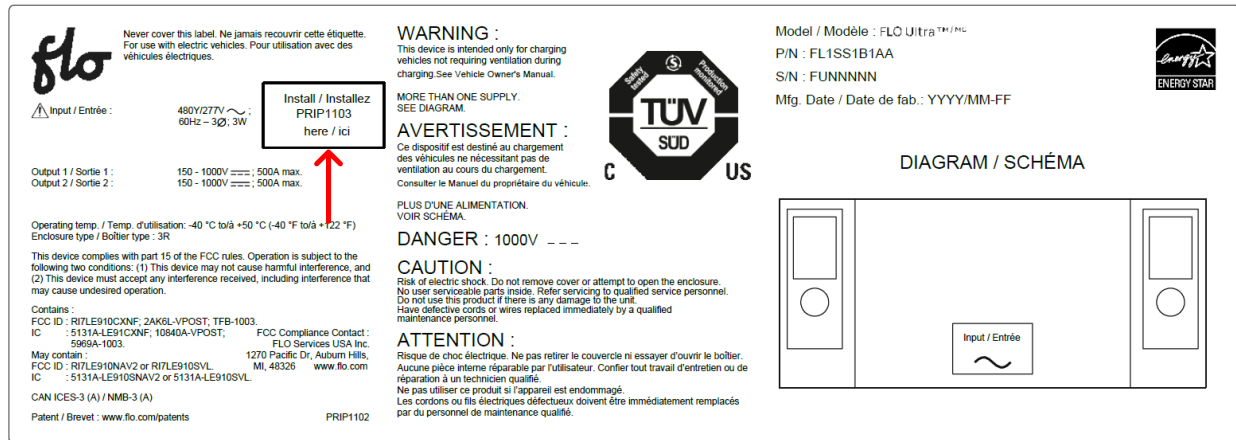 flo
Never cover this label. Ne jamais recouvrir cette étiquette.
For use with electric vehicles. Pour utilisation avec des
véhicules électriques.
Input / Entrée : 480Y/277V ;
60Hz – 3Ø; 3W
Install / Installez
PRIP1103
here / ici
Output 1 / Sortie 1 : 150 - 1000V ; 500A max.
Output 2 / Sortie 2 : 150 - 1000V ; 500A max.
Operating temp. / Temp. d'utilisation: -40 °C to/à +50 °C (-40 °F to/à +122 °F)
Enclosure type / Boîtier type : 3R
This device complies with part 15 of the FCC rules. Operation is subject to the
following two conditions: (1) This device may not cause harmful interference, and
(2) This device must accept any interference received, including interference that
may cause undesired operation.
Contains :
FCC ID : RI7LE910CXNF; 2AK6L-VPOST; TFB-1003.
IC : 5131A-LE91CXNF; 10840A-VPOST;
5969A-1003.
May contain :
FCC ID : RI7LE910NAV2 or RI7LE910SVL.
IC : 5131A-LE910SNAV2 or 5131A-LE910SVL.
FCC Compliance Contact :
FLO Services USA Inc.
1270 Pacific Dr, Auburn Hills,
MI, 48326 www.flo.com
CAN ICES-3 (A) / NMB-3 (A)
Patent / Brevet : www.flo.com/patents
PRIP1102
WARNING :
This device is intended only for charging
vehicles not requiring ventilation during
charging.See Vehicle Owner's Manual.
MORE THAN ONE SUPPLY.
SEE DIAGRAM.
AVERTISSEMENT :
Ce dispositif est destiné au chargement
des véhicules ne nécessitant pas de
ventilation au cours du chargement.
Consulter le Manuel du propriétaire du véhicule.
PLUS D'UNE ALIMENTATION.
VOIR SCHÉMA.
DANGER : 1000V
CAUTION :
Risk of electric shock. Do not remove cover or attempt to open the enclosure.
No user serviceable parts inside. Refer servicing to qualified service personnel.
Do not use this product if there is any damage to the unit.
Have defective cords or wires replaced immediately by a qualified
maintenance personnel.
ATTENTION :
Risque de choc électrique. Ne pas retirer le couvercle ni essayer d'ouvrir le boîtier.
Aucune pièce interne réparable par l'utilisateur. Confier tout travail d'entretien ou de
réparation à un technicien qualifié.
Ne pas utiliser ce produit si l'appareil est endommagé.
Les cordons ou fils électriques défectueux doivent être immédiatement remplacés
par du personnel de maintenance qualifié.
Safety tested
S
Production monitored
TÜV
SÜD
C US
Model / Modèle : FLO Ultra™/MC
P/N : FL1SS1B1AA
S/N : FUNNNNN
Mfg. Date / Date de fab.: YYYY/MM-FF
energy
ENERGY STAR
DIAGRAM / SCHÉMA
Input / Entrée